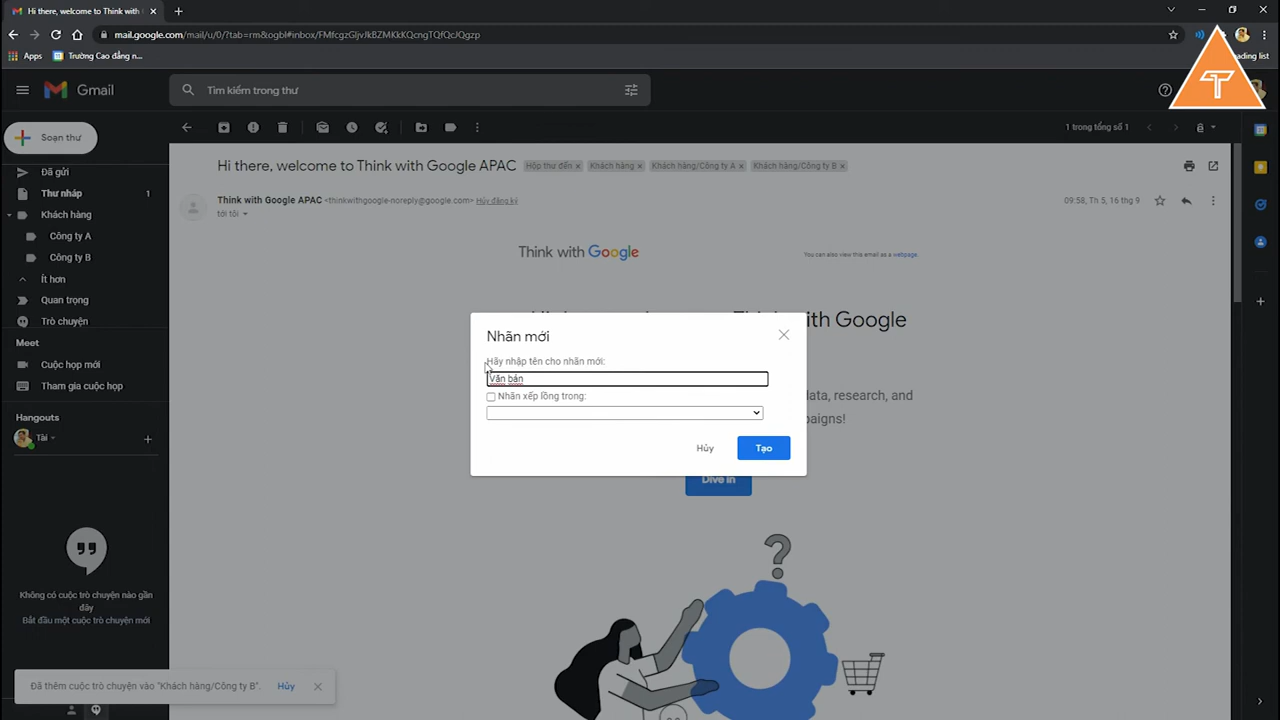 Hi there, welcome to Think with
mail.google.com/mail/u/0/?tab=rm&ogbl#inbox/FMfcgzGljvJkBZMKkKQcngTQfQcJQgzp
Apps Trường Cao đẳng n...
ading list
T
Gmail
Tìm kiếm trong thư
Soạn thư
1 trong tổng số 1
Đã gửi
Thư nháp 1
Khách hàng
Công ty A
Công ty B
Ít hơn
Quan trọng
Trò chuyện
Meet
Cuộc họp mới
Tham gia cuộc họp
Hangouts
Tài
Không có cuộc trò chuyện nào gần
đây
Bắt đầu một cuộc trò chuyện mới
Hi there, welcome to Think with Google APAC Hộp thư đến x Khách hàng x Khách hàng/Công ty A x Khách hàng/Công ty B x
Think with Google APAC <thinkwithgoogle-noreply@google.com> Hủy đăng ký
09:58, Th 5, 16 thg 9
tới tôi
Think with Google
You can also view this email as a webpage.
ith Google
Nhãn mới
Hãy nhập tên cho nhãn mới:
Văn bản
Nhãn xếp lồng trong:
Hủy Tạo
data, research, and
paigns!
Dive in
?
Đã thêm cuộc trò chuyện vào "Khách hàng/Công ty B". Hủy